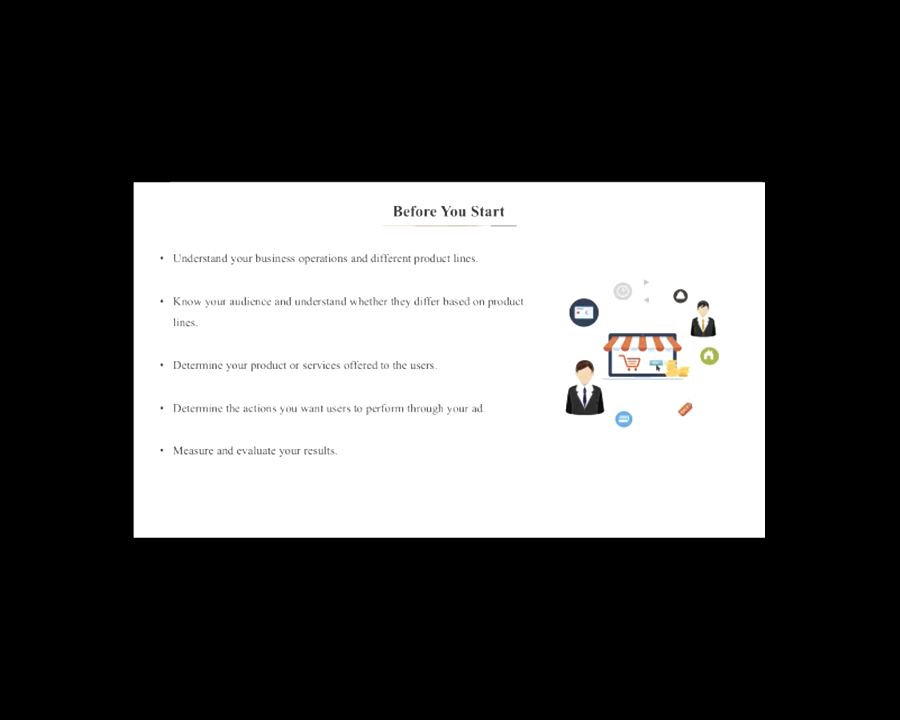 Before You Start
• Understand your business operations and different product lines.
• Know your audience and understand whether they differ based on product
lines.
• Determine your product or services offered to the users.
• Determine the actions you want users to perform through your ad.
• Measure and evaluate your results.